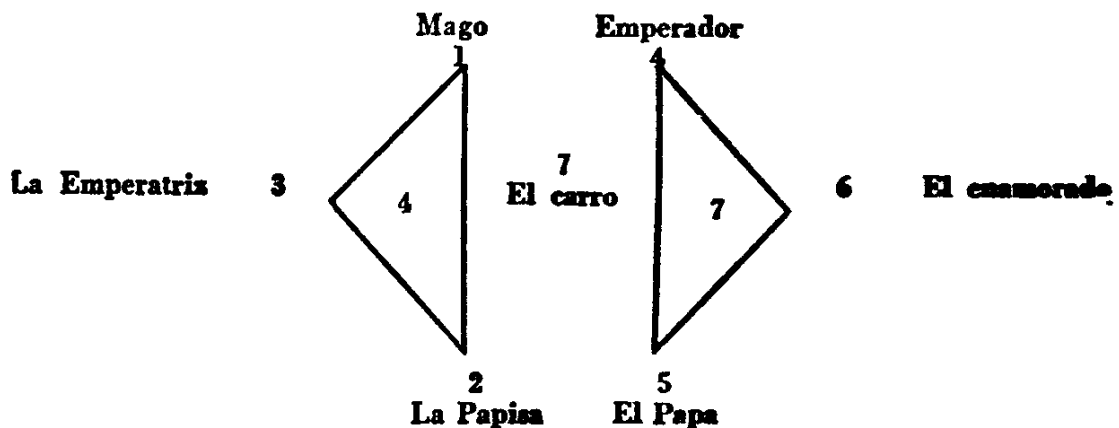 Mago Emperador
1 4
7
La Emperatriz 3 4 El carro 7 6 El enamorado.
2 5
La Papisa El Papa